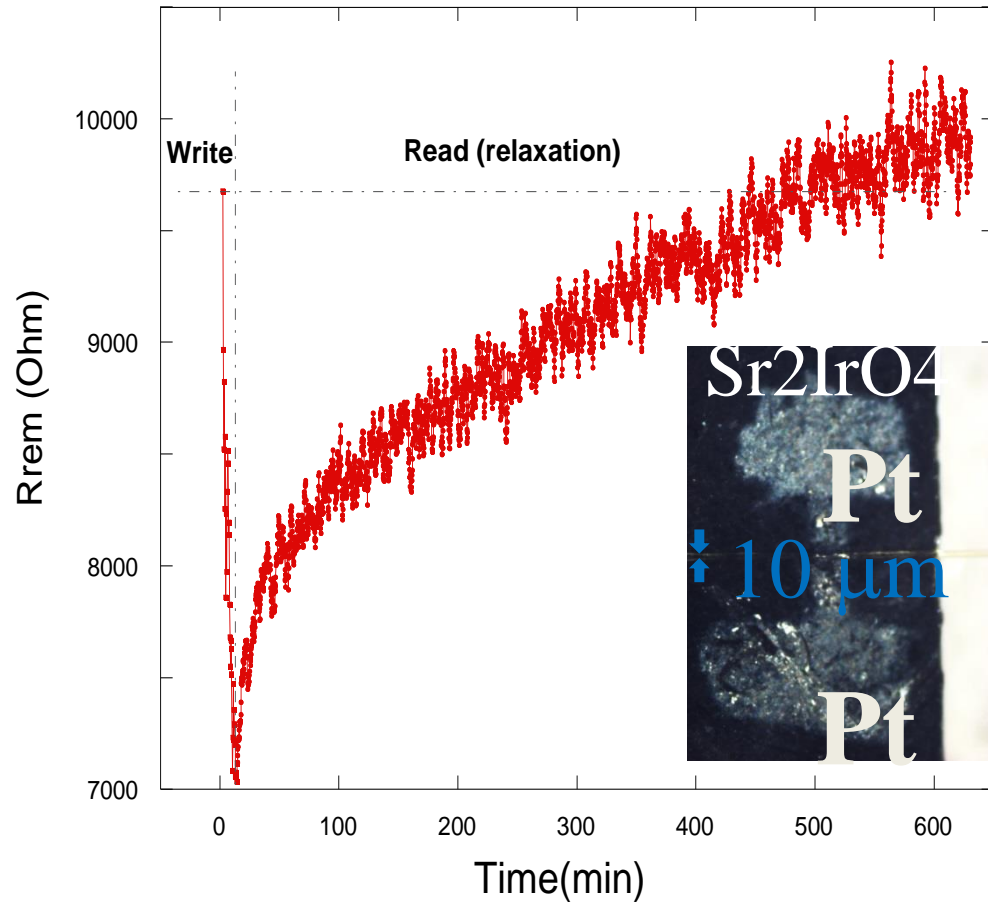 10000
9000
8000
7000
Rrem (Ohm)
Write
Read (relaxation)
Sr2IrO4
Pt
10 µm
Pt
0
100
200
300
400
500
600
Time(min)